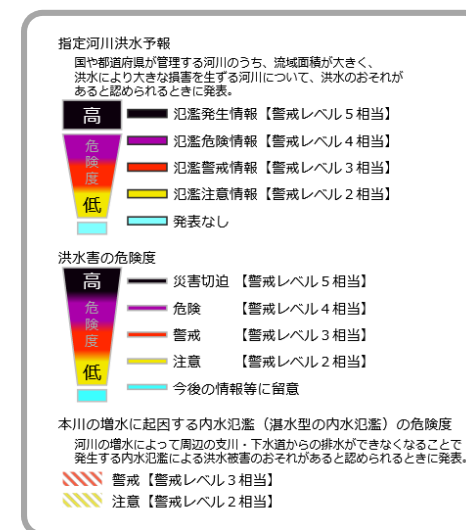 指定河川洪水予報
国や都道府県が管理する河川のうち、流域面積が大きく、
洪水により大きな損害を生ずる河川について、洪水のおそれが
あると認められるときに発表。
高 氾濫発生情報【警戒レベル５相当】
危険度 氾濫危険情報【警戒レベル４相当】
氾濫警戒情報【警戒レベル３相当】
低 氾濫注意情報【警戒レベル２相当】
発表なし
洪水害の危険度
高 災害切迫 【警戒レベル５相当】
危険度 危険 【警戒レベル４相当】
警戒 【警戒レベル３相当】
低 注意 【警戒レベル２相当】
今後の情報等に留意
本川の増水に起因する内水氾濫（湛水型の内水氾濫）の危険度
河川の増水によって周辺の支川・下水道からの排水ができなくなることで
発生する内水氾濫による洪水被害のおそれがあると認められるときに発表。
警戒【警戒レベル３相当】
注意【警戒レベル２相当】